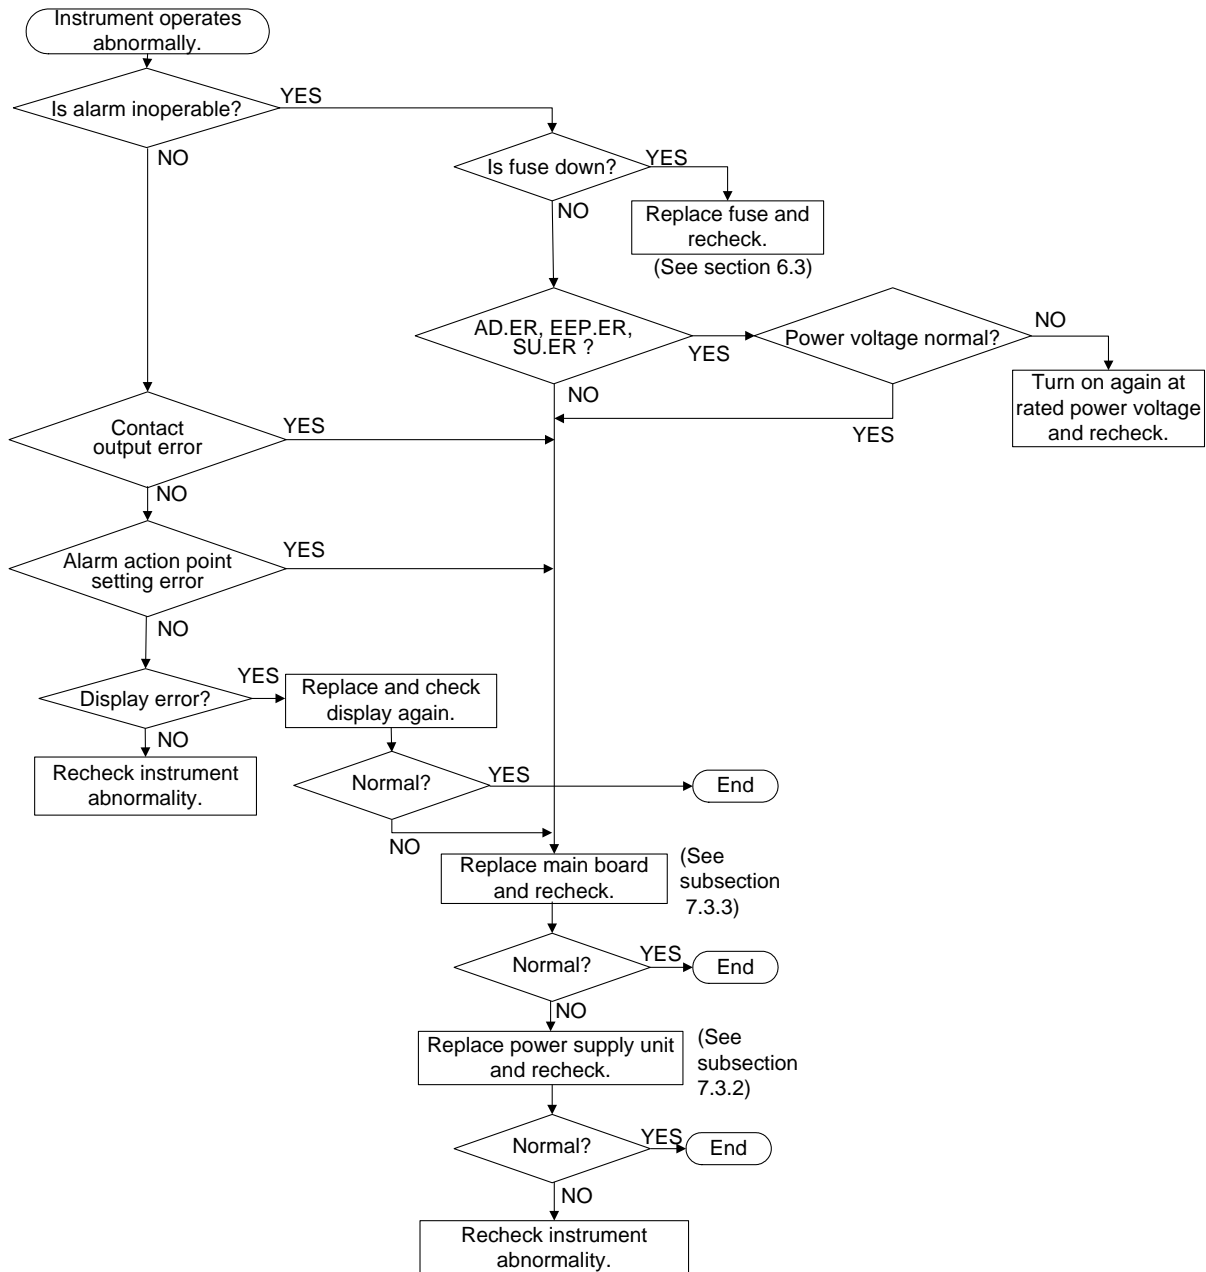 Instrument operates
abnormally.
Is alarm inoperable?
YES
NO
Is fuse down?
YES
NO
Replace fuse and
recheck.
(See section 6.3)
AD.ER, EEP.ER,
SU.ER ?
YES
NO
Power voltage normal?
NO
YES
Turn on again at
rated power voltage
and recheck.
Contact
output error
YES
NO
Alarm action point
setting error
YES
NO
Display error?
YES
NO
Replace and check
display again.
Recheck instrument
abnormality.
Normal?
YES
End
NO
Replace main board
and recheck.
(See
subsection
7.3.3)
Normal?
YES
End
NO
Replace power supply unit
and recheck.
(See
subsection
7.3.2)
Normal?
YES
End
NO
Recheck instrument
abnormality.